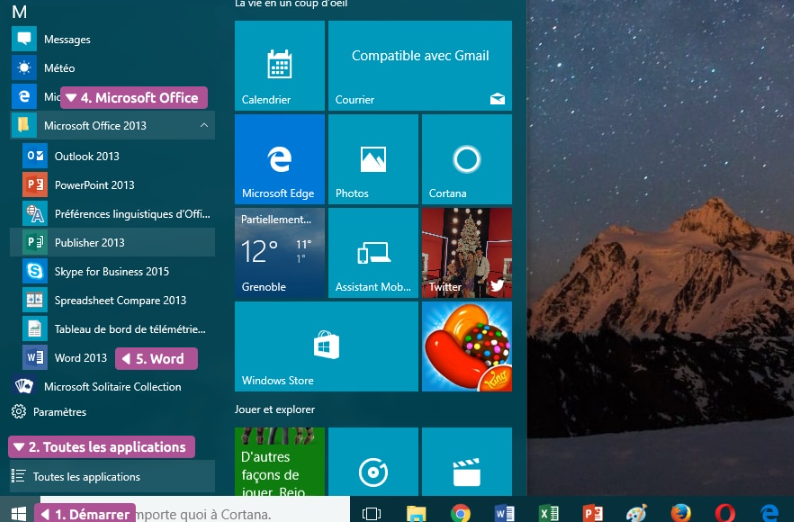 M
Messages
Météo
Mic
4. Microsoft Office
Microsoft Office 2013
Outlook 2013
PowerPoint 2013
Préférences linguistiques d'Offi...
Publisher 2013
Skype for Business 2015
Spreadsheet Compare 2013
Tableau de bord de télémétrie...
Word 2013
5. Word
Microsoft Solitaire Collection
Paramètres
2. Toutes les applications
Toutes les applications
1. Démarrer
mporte quoi à Cortana.
La vie en un coup d'oeil
Calendrier
Compatible avec Gmail
Courrier
Microsoft Edge
Photos
Cortana
Partiellement...
12° 11°
1°
Grenoble
Assistant Mob...
Twitter
Windows Store
King
Jouer et explorer
D'autres
façons de
jouer. Rejo